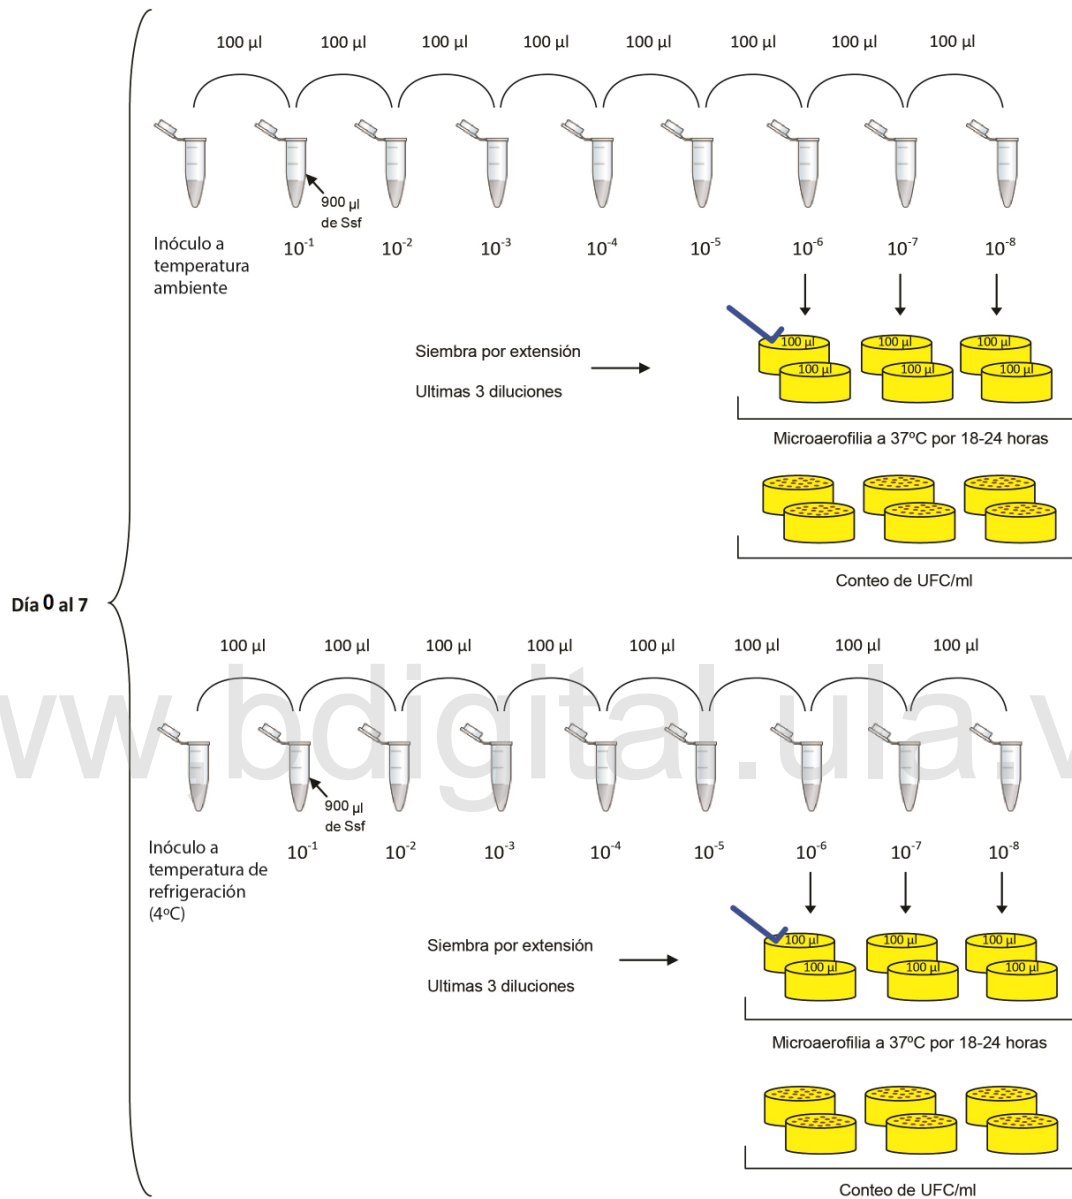 100 µl 100 µl 100 µl 100 µl 100 µl 100 µl 100 µl 100 µl
900 µl
de Ssf
Inóculo a
temperatura
ambiente
10-1 10-2 10-3 10-4 10-5 10-6 10-7 10-8
Siembra por extensión
Ultimas 3 diluciones
100 µl 100 µl 100 µl
100 µl 100 µl 100 µl
Microaerofilia a 37ºC por 18-24 horas
Conteo de UFC/ml
Día 0 al 7
100 µl 100 µl 100 µl 100 µl 100 µl 100 µl 100 µl 100 µl
www.bdigital.ula.v
900 µl
de Ssf
Inóculo a
temperatura de
refrigeración
(4ºC)
10-1 10-2 10-3 10-4 10-5 10-6 10-7 10-8
Siembra por extensión
Ultimas 3 diluciones
100 µl 100 µl 100 µl
100 µl 100 µl 100 µl
Microaerofilia a 37ºC por 18-24 horas
Conteo de UFC/ml